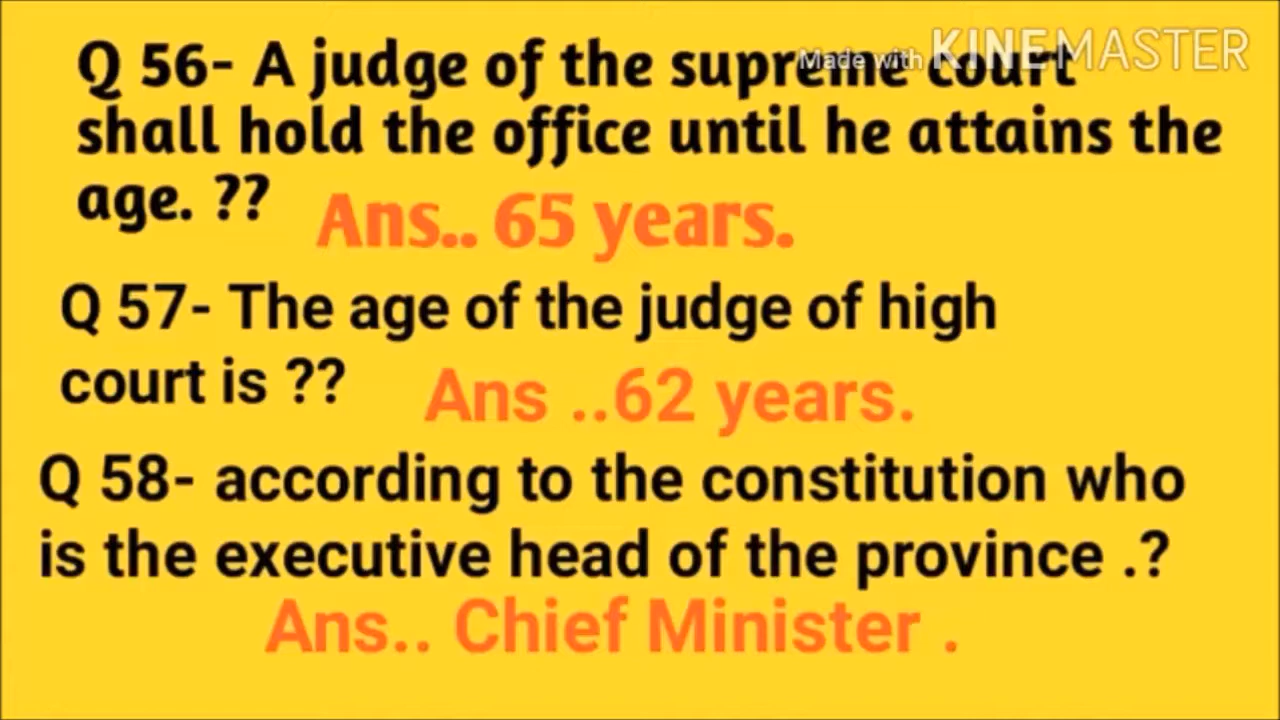 Made with KINEMASTER
Q 56- A judge of the supreme court
shall hold the office until he attains the
age. ??
Ans.. 65 years.
Q 57- The age of the judge of high
court is ??
Ans ..62 years.
Q 58- according to the constitution who
is the executive head of the province .?
Ans.. Chief Minister .